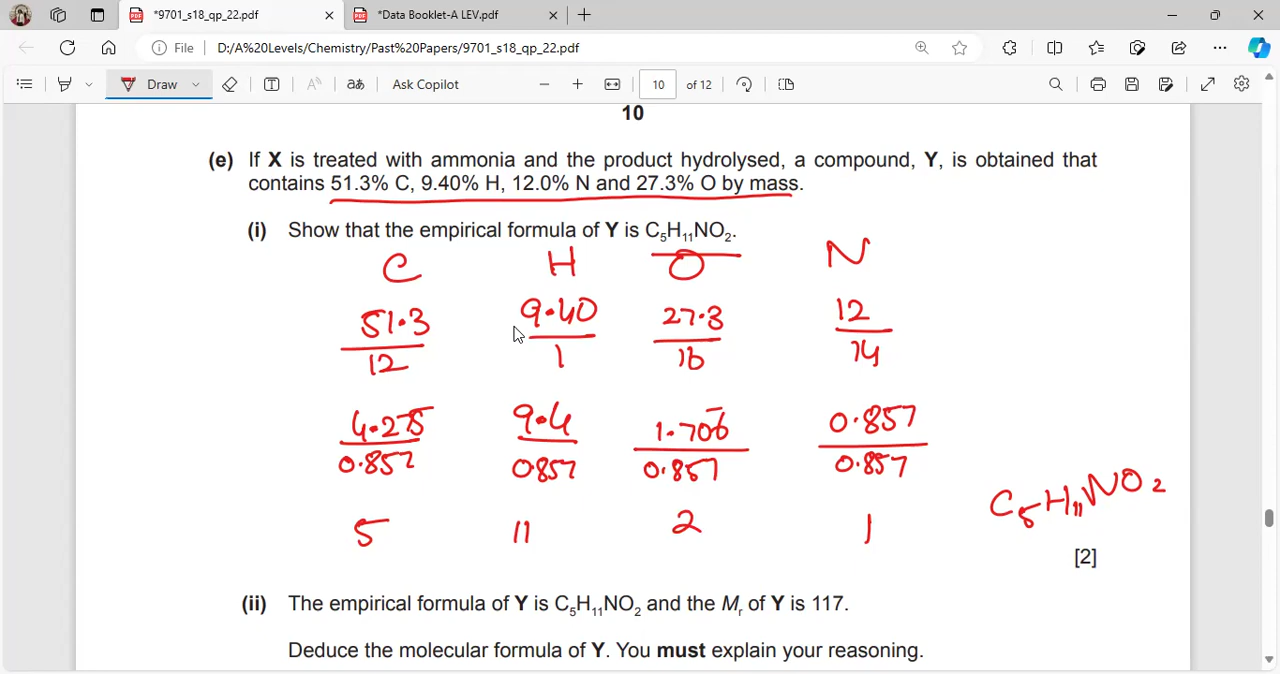 *9701_s18_qp_22.pdf
*Data Booklet-A LEV.pdf
File D:/A%20Levels/Chemistry/Past%20Papers/9701_s18_qp_22.pdf
Draw aあ Ask Copilot 10 of 12
10
(e) If X is treated with ammonia and the product hydrolysed, a compound, Y, is obtained that
contains 51.3% C, 9.40% H, 12.0% N and 27.3% O by mass.
(i) Show that the empirical formula of Y is C5H11NO2.
C H O N
51.3 9.40 27.3 12
12 1 16 14
4.275 9.4 1.706 0.857
0.857 0.857 0.857 0.857
5 11 2 1
C5H11NO2
[2]
(ii) The empirical formula of Y is C5H11NO2 and the Mr of Y is 117.
Deduce the molecular formula of Y. You must explain your reasoning.